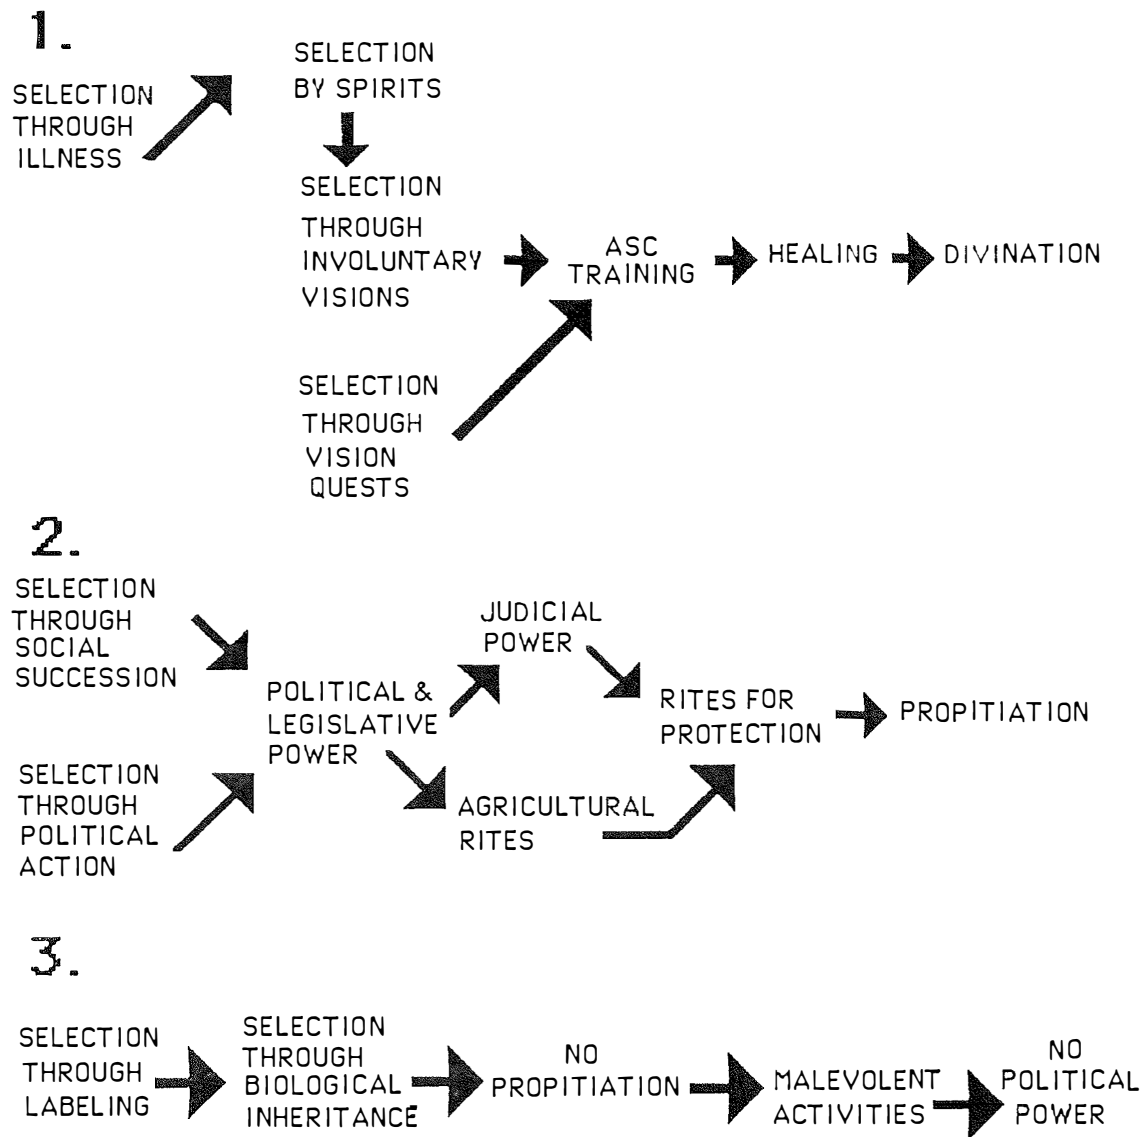 1.
SELECTION
THROUGH
ILLNESS
SELECTION
BY SPIRITS
SELECTION
THROUGH
INVOLUNTARY
VISIONS
ASC
TRAINING
HEALING
DIVINATION
SELECTION
THROUGH
VISION
QUESTS
2.
SELECTION
THROUGH
SOCIAL
SUCCESSION
SELECTION
THROUGH
POLITICAL
ACTION
POLITICAL &
LEGISLATIVE
POWER
JUDICIAL
POWER
AGRICULTURAL
RITES
RITES FOR
PROTECTION
PROPITIATION
3.
SELECTION
THROUGH
LABELING
SELECTION
THROUGH
BIOLOGICAL
INHERITANCE
NO
PROPITIATION
MALEVOLENT
ACTIVITIES
NO
POLITICAL
POWER